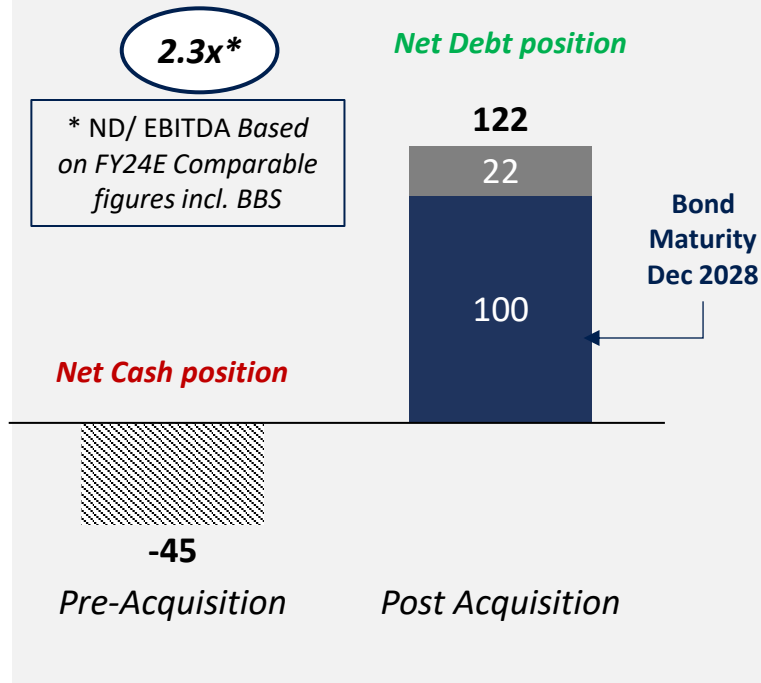 2.3x*
Net Debt position
* ND/ EBITDA Based
on FY24E Comparable
figures incl. BBS
122
22
Bond
Maturity
Dec 2028
100
Net Cash position
-45
Pre-Acquisition
Post Acquisition